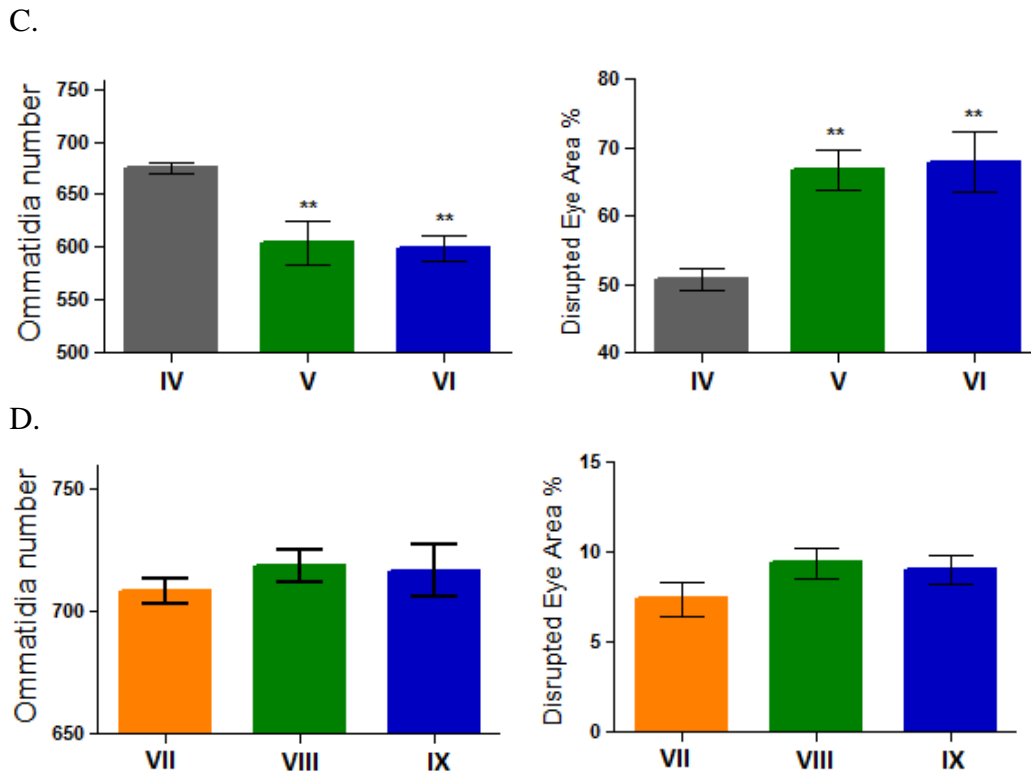 C.
Ommatidia number
750
700
650
600
550
500
**
**
IV
V
VI
Disrupted Eye Area %
80
70
60
50
40
**
**
IV
V
VI
D.
Ommatidia number
750
700
650
VII
VIII
IX
Disrupted Eye Area %
15
10
5
0
VII
VIII
IX